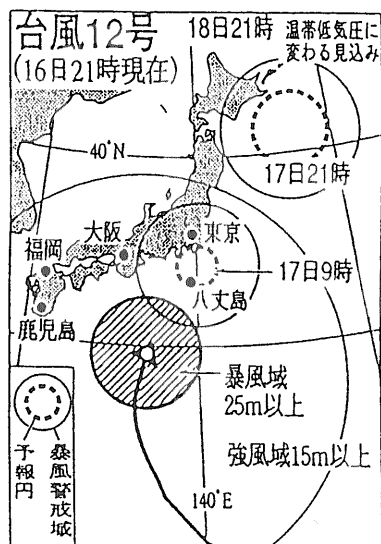 台風12号
(16日21時現在)
18日21時
温帯低気圧に
変わる見込み
40°N
17日21時
大阪
東京
福岡
17日9時
八丈島
鹿児島
暴風域
25m以上
強風域15m以上
140°E
暴風警戒域
予報円